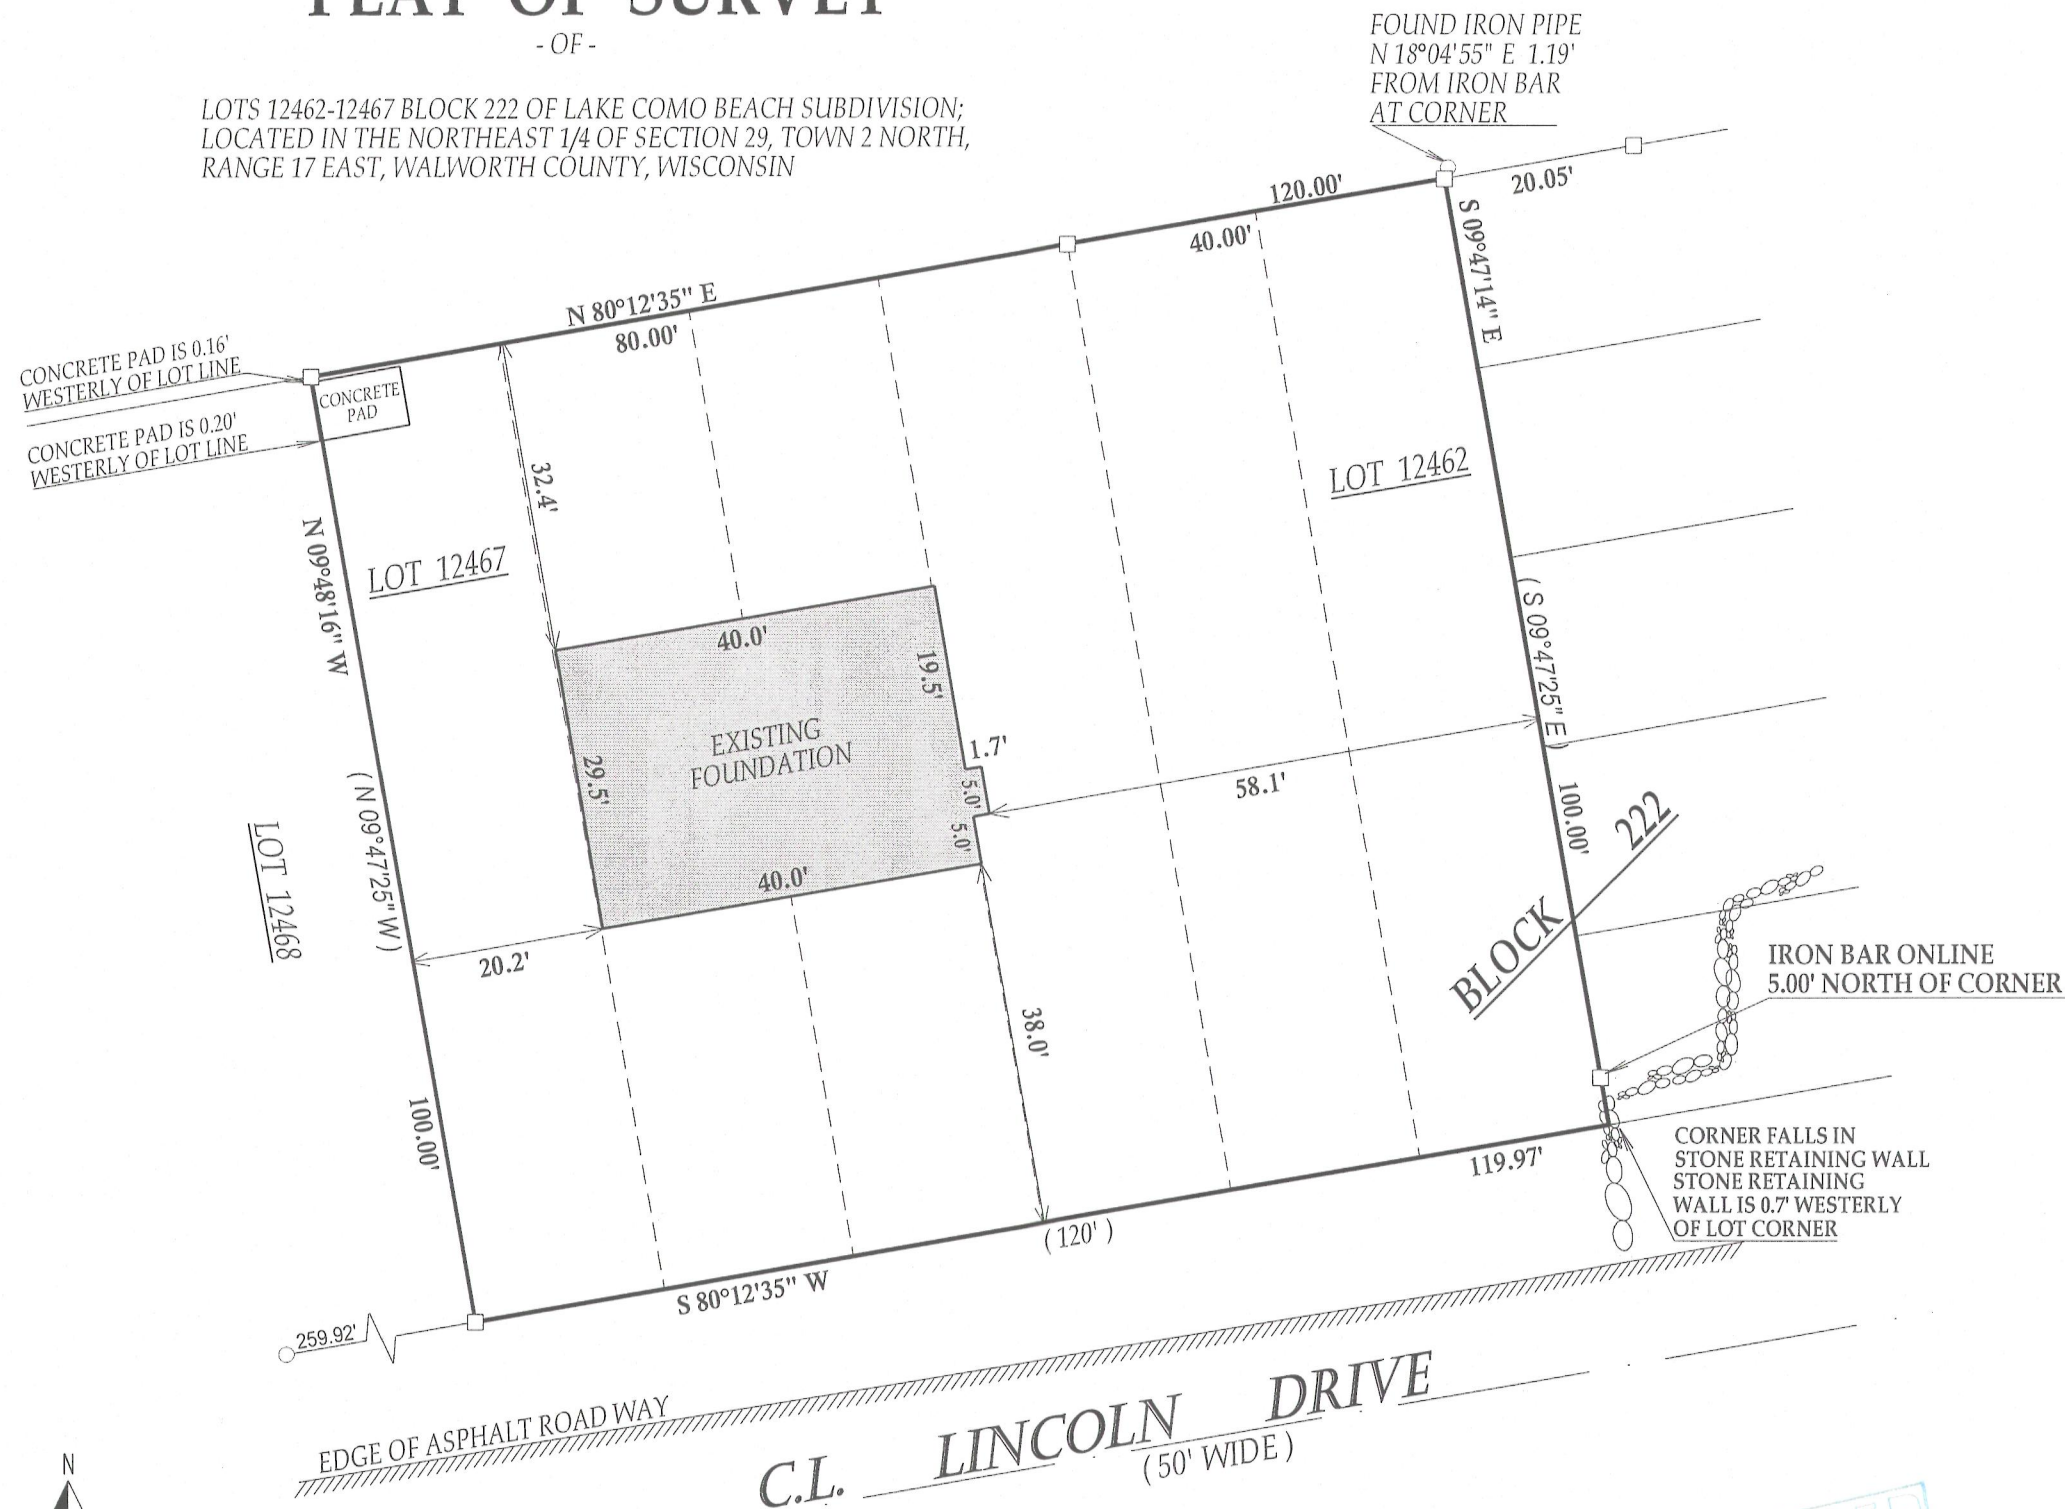 PLAT OF SURVEY
- OF -
LOTS 12462-12467 BLOCK 222 OF LAKE COMO BEACH SUBDIVISION;
LOCATED IN THE NORTHEAST 1/4 OF SECTION 29, TOWN 2 NORTH,
RANGE 17 EAST, WALWORTH COUNTY, WISCONSIN
FOUND IRON PIPE
N 18°04'55" E 1.19'
FROM IRON BAR
AT CORNER
120.00'
20.05'
40.00'
S 09°47'14" E
N 80°12'35" E
80.00'
CONCRETE PAD IS 0.16'
WESTERLY OF LOT LINE
CONCRETE
PAD
CONCRETE PAD IS 0.20'
WESTERLY OF LOT LINE
32.4'
LOT 12462
N 09°48'16" W
LOT 12467
40.0'
19.5'
( S 09°47'25" E )
EXISTING
FOUNDATION
29.5'
1.7'
5.0'
5.0'
58.1'
100.00'
BLOCK 222
( N 09°47'25" W )
LOT 12468
40.0'
20.2'
38.0'
IRON BAR ONLINE
5.00' NORTH OF CORNER
100.00'
119.97'
CORNER FALLS IN
STONE RETAINING WALL
STONE RETAINING
WALL IS 0.7' WESTERLY
OF LOT CORNER
( 120' )
S 80°12'35" W
259.92'
EDGE OF ASPHALT ROAD WAY
C.L. LINCOLN DRIVE
( 50' WIDE )
N